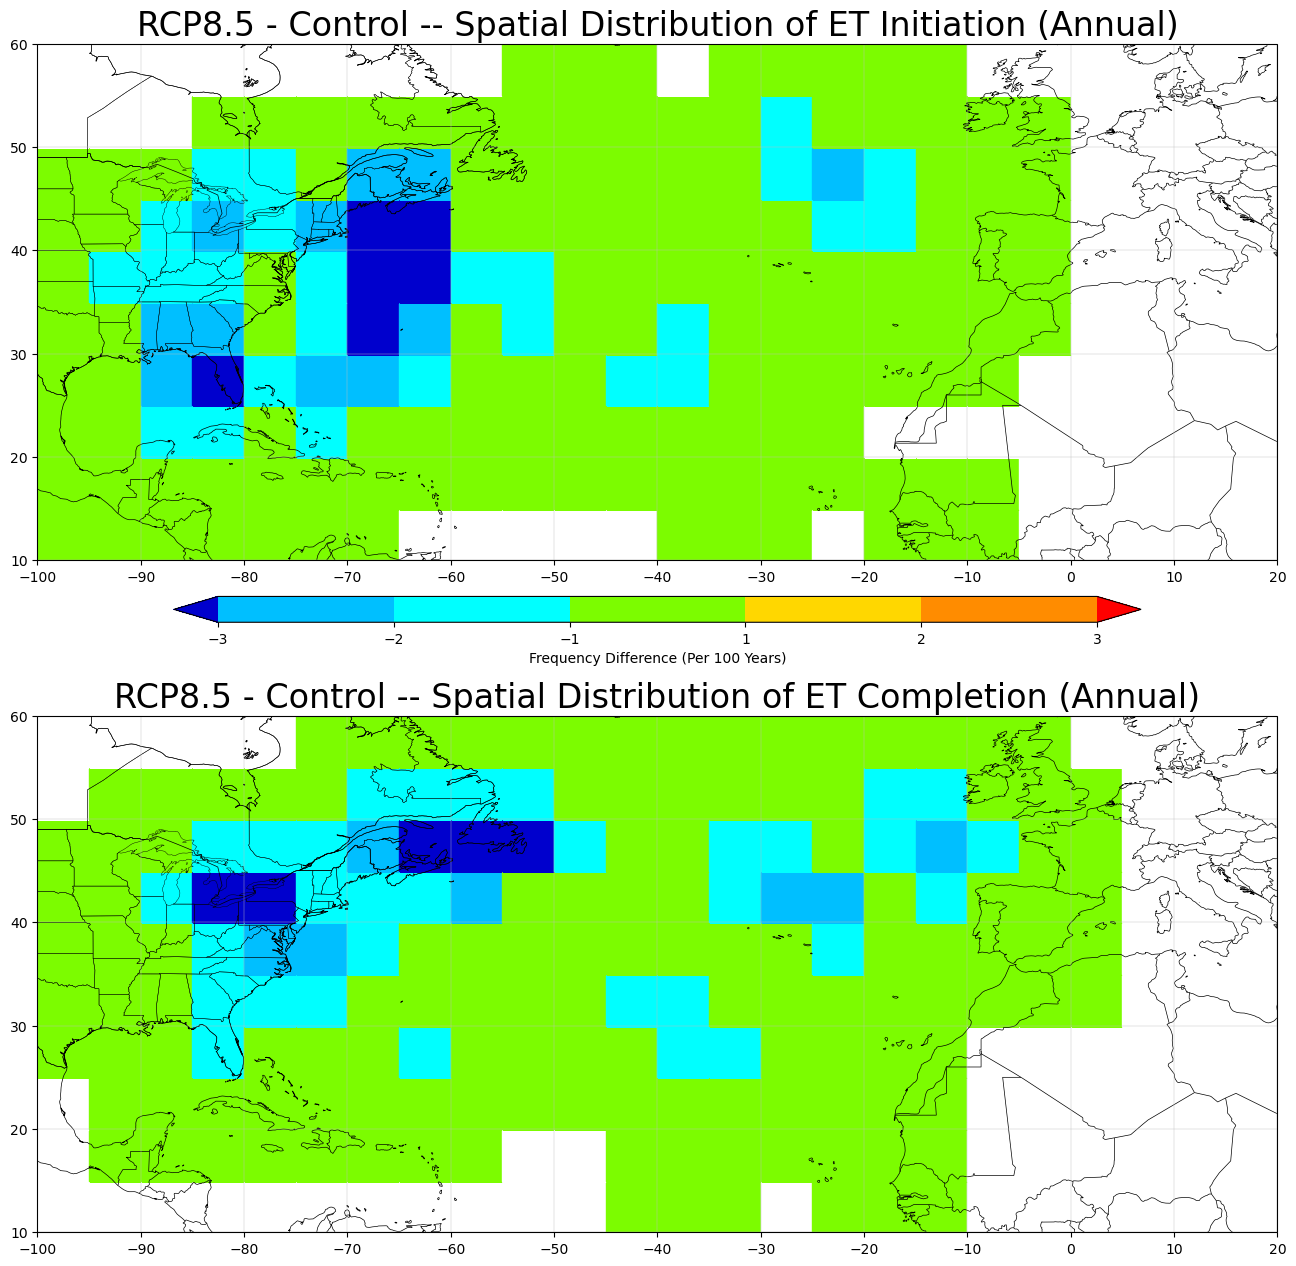 RCP8.5 - Control -- Spatial Distribution of ET Initiation (Annual)
60
50
40
30
20
10
−100 −90 −80 −70 −60 −50 −40 −30 −20 −10 0 10 20
−3 −2 −1 1 2 3
Frequency Difference (Per 100 Years)
RCP8.5 - Control -- Spatial Distribution of ET Completion (Annual)
60
50
40
30
20
10
−100 −90 −80 −70 −60 −50 −40 −30 −20 −10 0 10 20